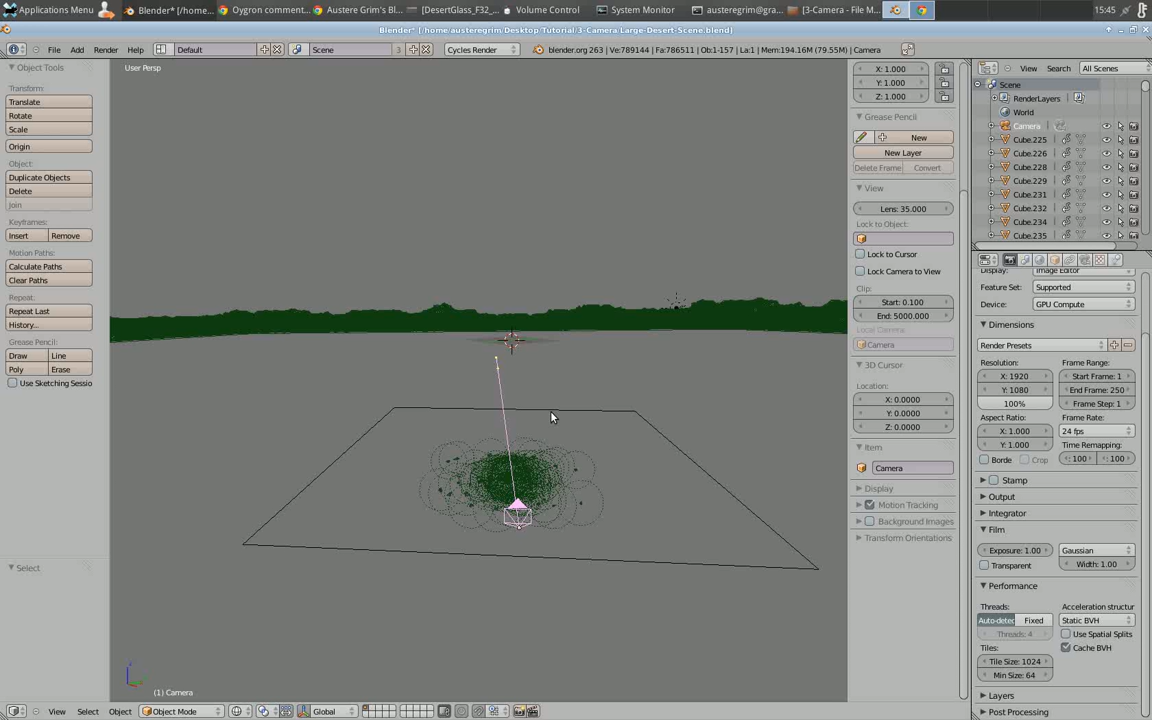 Applications Menu
Blender* [/home...
Oygron comment...
Austere Grim's Bl...
[DesertGlass_F32_...
Volume Control
System Monitor
austeregrim@gra...
[3-Camera - File M...
15:45
Blender* [/home/austeregrim/Desktop Tutorial/3-Camera/Large-Desert-Scene.blend]
File
Add
Render
Help
Default
Scene
3
Cycles Render
blender.org 263 | Ve:789144 | Fa:786511 | Ob:1-157 | La:1 | Mem:194.16M (79.55M) | Camera
Object Tools
Transform:
Translate
Rotate
Scale
Origin
Object:
Duplicate Objects
Delete
Join
Keyframes:
Insert
Remove
Motion Paths:
Calculate Paths
Clear Paths
Repeat:
Repeat Last
History...
Grease Pencil:
Draw
Line
Poly
Erase
Use Sketching Sessio
Select
User Persp
(1) Camera
View
Select
Object
Object Mode
Global
X: 1.000
Y: 1.000
Z: 1.000
Grease Pencil
New
New Layer
Delete Frame
Convert
View
Lens: 35.000
Lock to Object:
Lock to Cursor
Lock Camera to View
Clip:
Start: 0.100
End: 5000.000
Local Camera:
Camera
3D Cursor
Location:
X: 0.0000
Y: 0.0000
Z: 0.0000
Item
Camera
Display
Motion Tracking
Background Images
Transform Orientations
View
Search
All Scenes
Scene
RenderLayers
World
Camera
Cube.225
Cube.226
Cube.228
Cube.229
Cube.231
Cube.232
Cube.234
Cube.235
Display:
Image Editor
Feature Set:
Supported
Device:
GPU Compute
Dimensions
Render Presets
Resolution:
Frame Range:
X: 1920
Start Frame: 1
Y: 1080
End Frame: 250
100%
Frame Step: 1
Aspect Ratio:
Frame Rate:
X: 1.000
24 fps
Y: 1.000
Time Remapping:
Borde
Crop
: 100
: 100
Stamp
Output
Integrator
Film
Exposure: 1.00
Gaussian
Transparent
Width: 1.00
Performance
Threads:
Acceleration structur
Auto-detec
Fixed
Static BVH
Threads: 4
Use Spatial Splits
Tiles:
Cache BVH
Tile Size: 1024
Min Size: 64
Layers
Post Processing